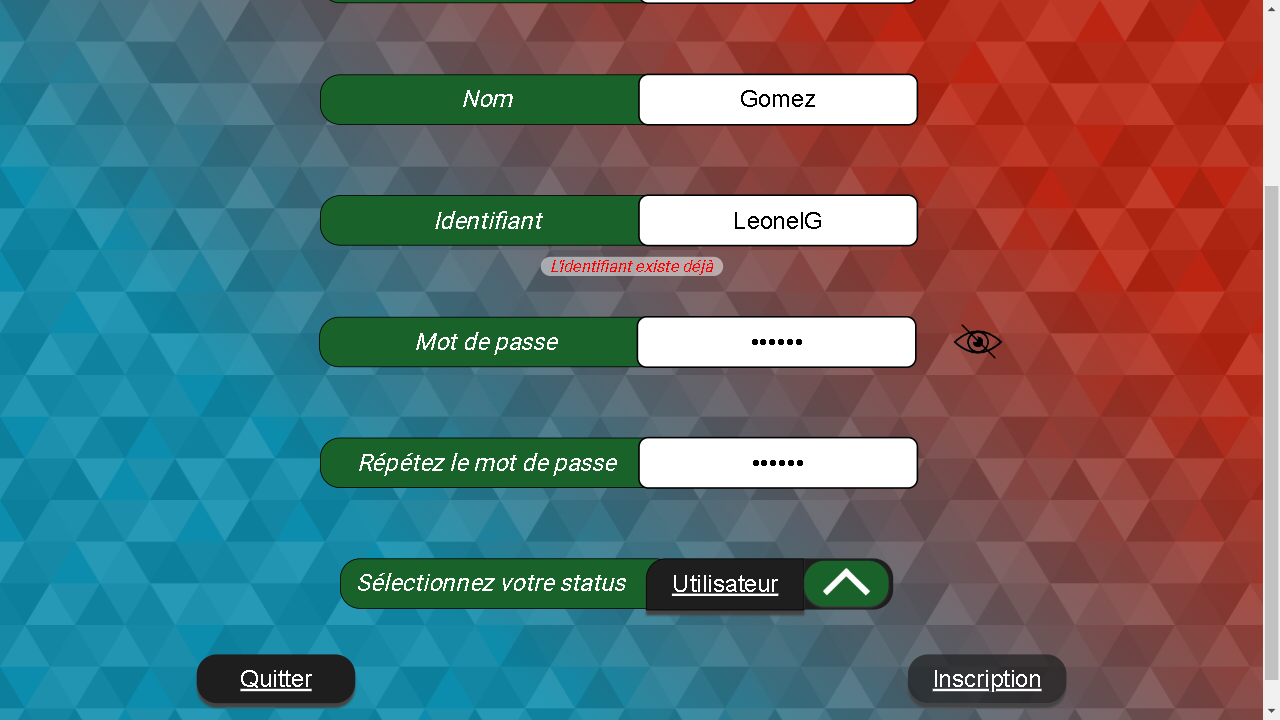 Nom
Gomez
Identifiant
LeonelG
L'identifiant existe déjà
Mot de passe
••••••
Répétez le mot de passe
••••••
Sélectionnez votre status
Utilisateur
Quitter
Inscription